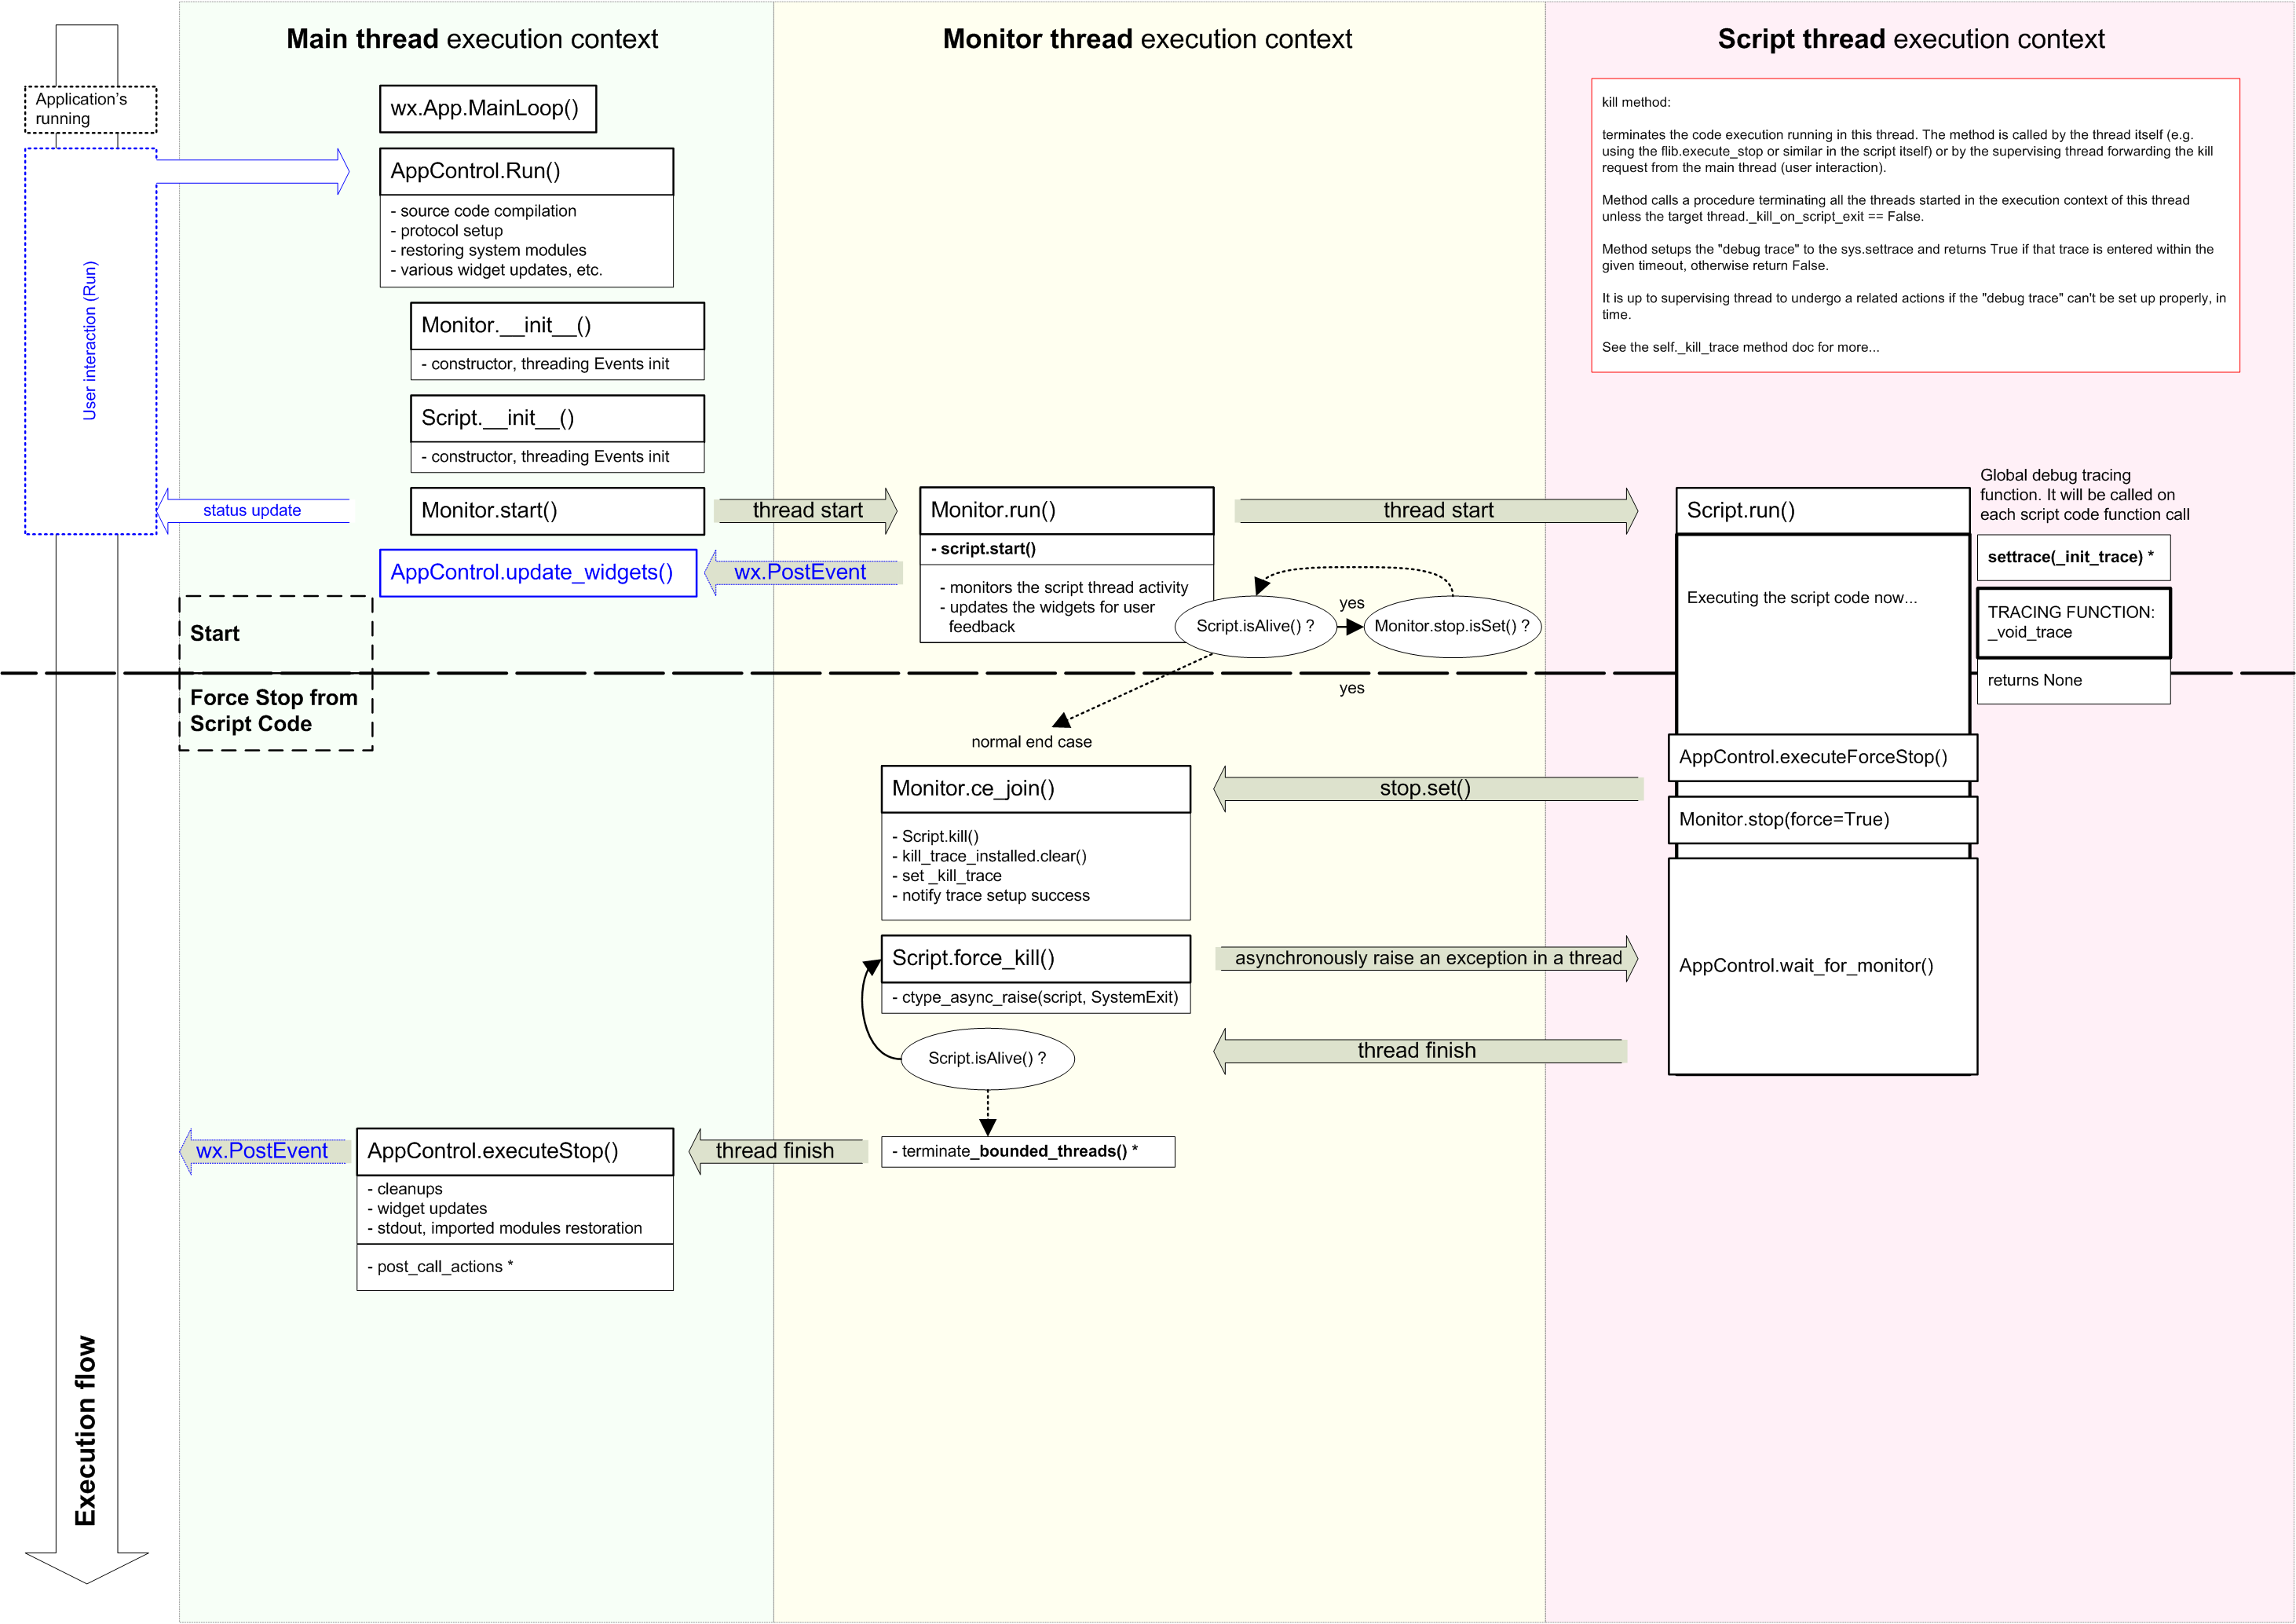 Main thread execution context
Monitor thread execution context
Script thread execution context
Application's
running
User interaction (Run)
status update
wx.App.MainLoop()
AppControl.Run()
- source code compilation
- protocol setup
- restoring system modules
- various widget updates, etc.
Monitor.__init__()
- constructor, threading Events init
Script.__init__()
- constructor, threading Events init
Monitor.start()
thread start
Monitor.run()
- script.start()
- monitors the script thread activity
- updates the widgets for user
feedback
AppControl.update_widgets()
wx.PostEvent
Script.isAlive() ?
yes
Monitor.stop.isSet() ?
thread start
kill method:
terminates the code execution running in this thread. The method is called by the thread itself (e.g.
using the flib.execute_stop or similar in the script itself) or by the supervising thread forwarding the kill
request from the main thread (user interaction).
Method calls a procedure terminating all the threads started in the execution context of this thread
unless the target thread._kill_on_script_exit == False.
Method setups the "debug trace" to the sys.settrace and returns True if that trace is entered within the
given timeout, otherwise return False.
It is up to supervising thread to undergo a related actions if the "debug trace" can't be set up properly, in
time.
See the self._kill_trace method doc for more...
Script.run()
Executing the script code now...
Global debug tracing
function. It will be called on
each script code function call
settrace(_init_trace) *
TRACING FUNCTION:
_void_trace
returns None
Start
Force Stop from
Script Code
yes
normal end case
AppControl.executeForceStop()
Monitor.ce_join()
- Script.kill()
- kill_trace_installed.clear()
- set _kill_trace
- notify trace setup success
stop.set()
Monitor.stop(force=True)
Script.force_kill()
- ctype_async_raise(script, SystemExit)
asynchronously raise an exception in a thread
AppControl.wait_for_monitor()
Script.isAlive() ?
thread finish
- terminate_bounded_threads() *
thread finish
AppControl.executeStop()
- cleanups
- widget updates
- stdout, imported modules restoration
- post_call_actions *
wx.PostEvent
Execution flow